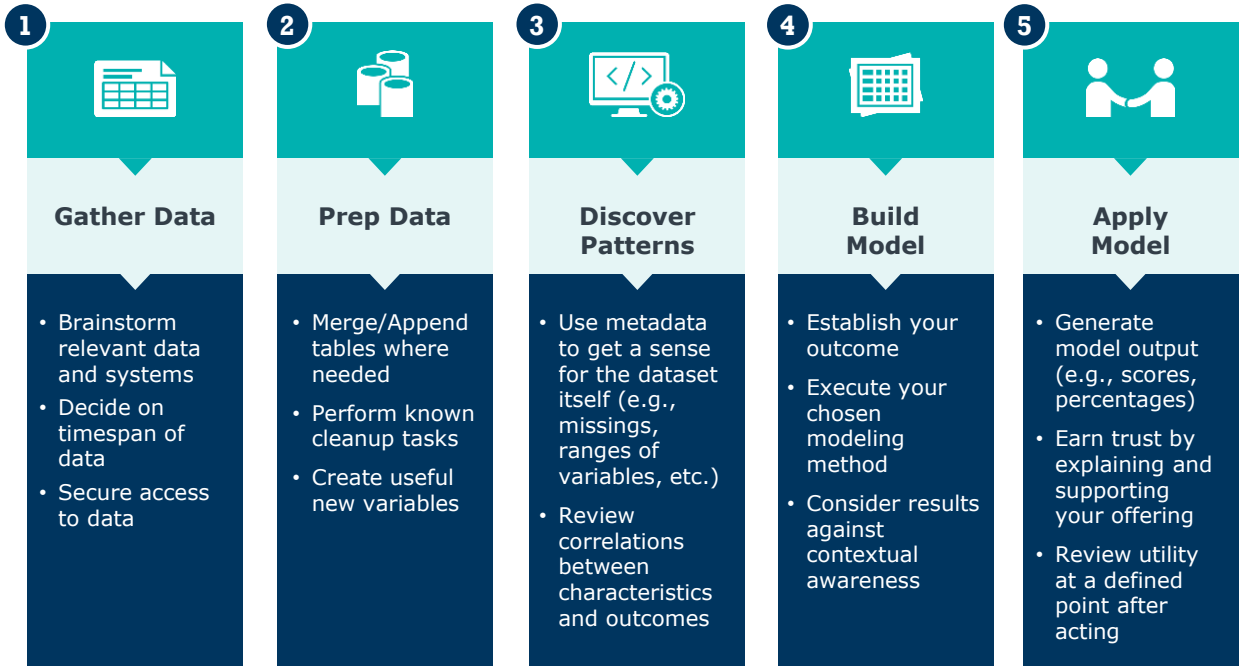 1
Gather Data
• Brainstorm
relevant data
and systems
• Decide on
timespan of
data
• Secure access
to data
2
Prep Data
• Merge/Append
tables where
needed
• Perform known
cleanup tasks
• Create useful
new variables
3
Discover
Patterns
• Use metadata
to get a sense
for the dataset
itself (e.g.,
missings,
ranges of
variables, etc.)
• Review
correlations
between
characteristics
and outcomes
4
Build
Model
• Establish your
outcome
• Execute your
chosen
modeling
method
• Consider results
against
contextual
awareness
5
Apply
Model
• Generate
model output
(e.g., scores,
percentages)
• Earn trust by
explaining and
supporting
your offering
• Review utility
at a defined
point after
acting